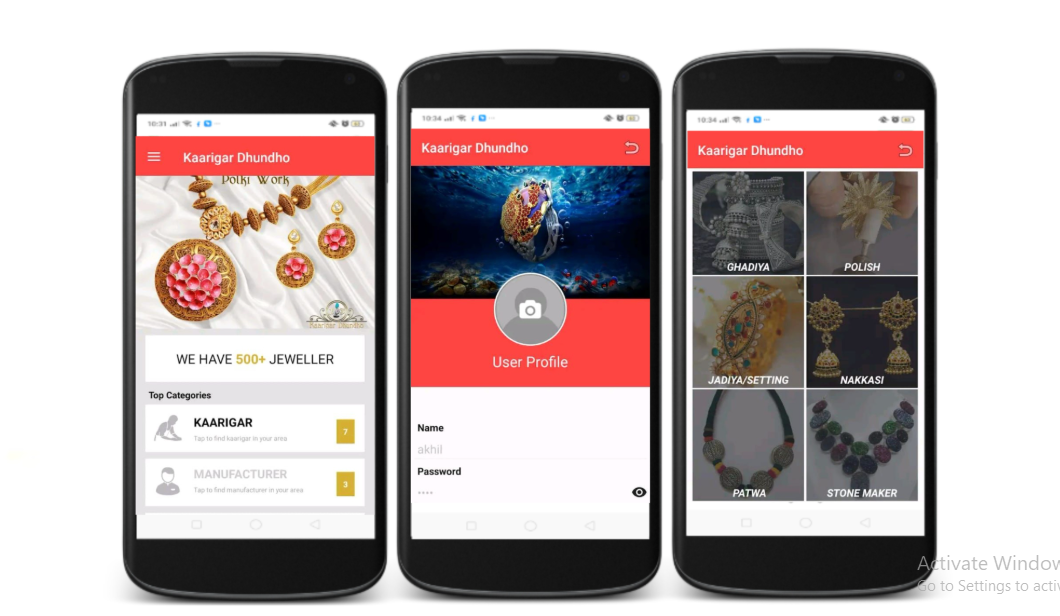 10:31
Kaarigar Dhundho
Polki Work
Kaarigar Dhundho
WE HAVE 500+ JEWELLER
Top Categories
KAARIGAR
Tap to find kaarigar in your area
7
MANUFACTURER
Tap to find manufacturer in your area
3
10:34
Kaarigar Dhundho
User Profile
Name
akhil
Password
••••
10:34
Kaarigar Dhundho
GHADIYA
POLISH
JADIYA/SETTING
NAKKASI
PATWA
STONE MAKER
Activate Window
Go to Settings to activ